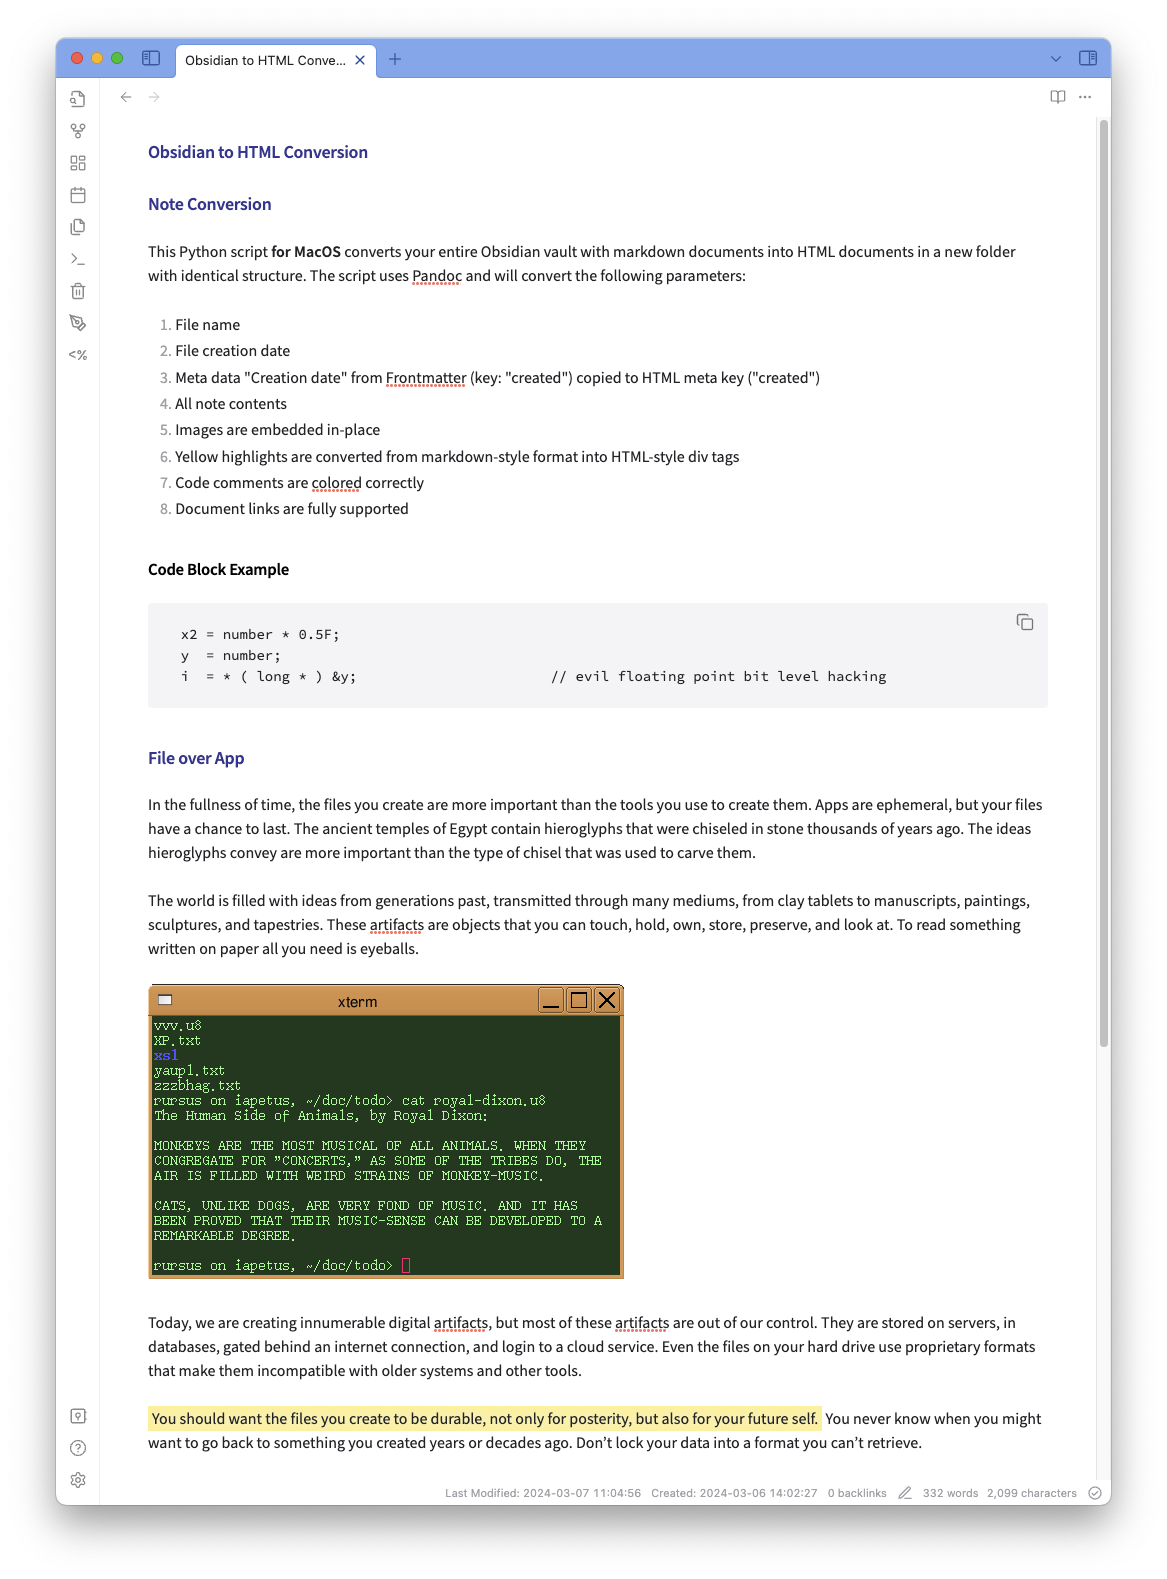 Obsidian to HTML Conve...
Obsidian to HTML Conversion
Note Conversion
This Python script for MacOS converts your entire Obsidian vault with markdown documents into HTML documents in a new folder
with identical structure. The script uses Pandoc and will convert the following parameters:
1. File name
2. File creation date
3. Meta data "Creation date" from Frontmatter (key: "created") copied to HTML meta key ("created")
4. All note contents
5. Images are embedded in-place
6. Yellow highlights are converted from markdown-style format into HTML-style div tags
7. Code comments are colored correctly
8. Document links are fully supported
<%
Code Block Example
x2 = number * 0.5F;
y  = number;
i  = * ( long * ) &y;                       // evil floating point bit level hacking
File over App
In the fullness of time, the files you create are more important than the tools you use to create them. Apps are ephemeral, but your files
have a chance to last. The ancient temples of Egypt contain hieroglyphs that were chiseled in stone thousands of years ago. The ideas
hieroglyphs convey are more important than the type of chisel that was used to carve them.
The world is filled with ideas from generations past, transmitted through many mediums, from clay tablets to manuscripts, paintings,
sculptures, and tapestries. These artifacts are objects that you can touch, hold, own, store, preserve, and look at. To read something
written on paper all you need is eyeballs.
xterm
vvv.u8
XP.txt
xsl
yaupl.txt
zzzbhag.txt
rursus on iapetus, ~/doc/todo> cat royal-dixon.u8
The Human Side of Animals, by Royal Dixon:
MONKEYS ARE THE MOST MUSICAL OF ALL ANIMALS. WHEN THEY
CONGREGATE FOR "CONCERTS," AS SOME OF THE TRIBES DO, THE
AIR IS FILLED WITH WEIRD STRAINS OF MONKEY-MUSIC.
CATS, UNLIKE DOGS, ARE VERY FOND OF MUSIC. AND IT HAS
BEEN PROVED THAT THEIR MUSIC-SENSE CAN BE DEVELOPED TO A
REMARKABLE DEGREE.
rursus on iapetus, ~/doc/todo>
Today, we are creating innumerable digital artifacts, but most of these artifacts are out of our control. They are stored on servers, in
databases, gated behind an internet connection, and login to a cloud service. Even the files on your hard drive use proprietary formats
that make them incompatible with older systems and other tools.
You should want the files you create to be durable, not only for posterity, but also for your future self. You never know when you might
want to go back to something you created years or decades ago. Don’t lock your data into a format you can’t retrieve.
Last Modified: 2024-03-07 11:04:56 Created: 2024-03-06 14:02:27 0 backlinks 332 words 2,099 characters